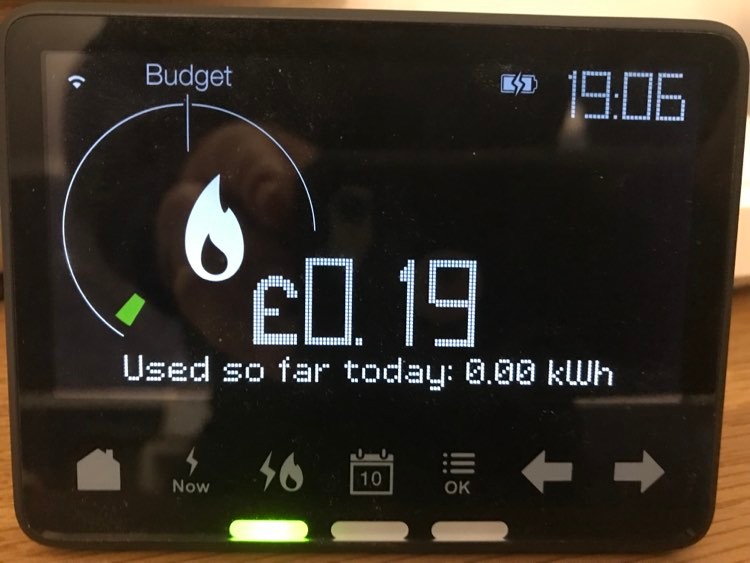 Budget
19:06
£0.19
Used so far today: 0.00 kWh
Now
10
OK